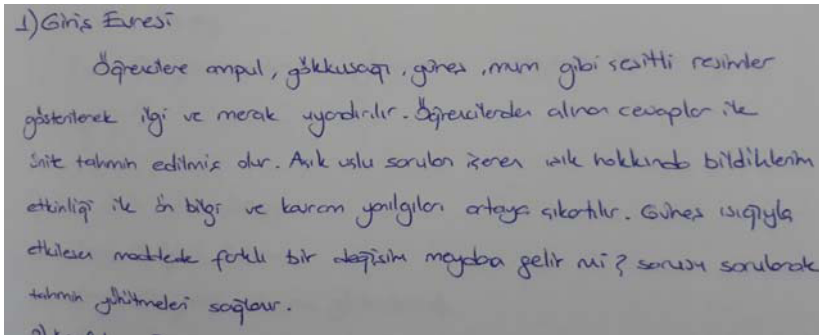 1) Giriş Evresi
Öğrencilere ampul, gökkuşağı, güneş, mum gibi çeşitli resimler
gösterilerek ilgi ve merak uyandırılır. Öğrencilerden alınan cevaplar ile
ünite tahmin edilmiş olur. Açık uçlu soruları içeren ışık hakkında bildiklerim
etkinliği ile ön bilgi ve kavram yanılgıları ortaya çıkartılır. Güneş ışığıyla
etkileşen maddede farklı bir değişim meydana gelir mi? sorusu sorularak
tahmin yürütmeleri sağlanır.